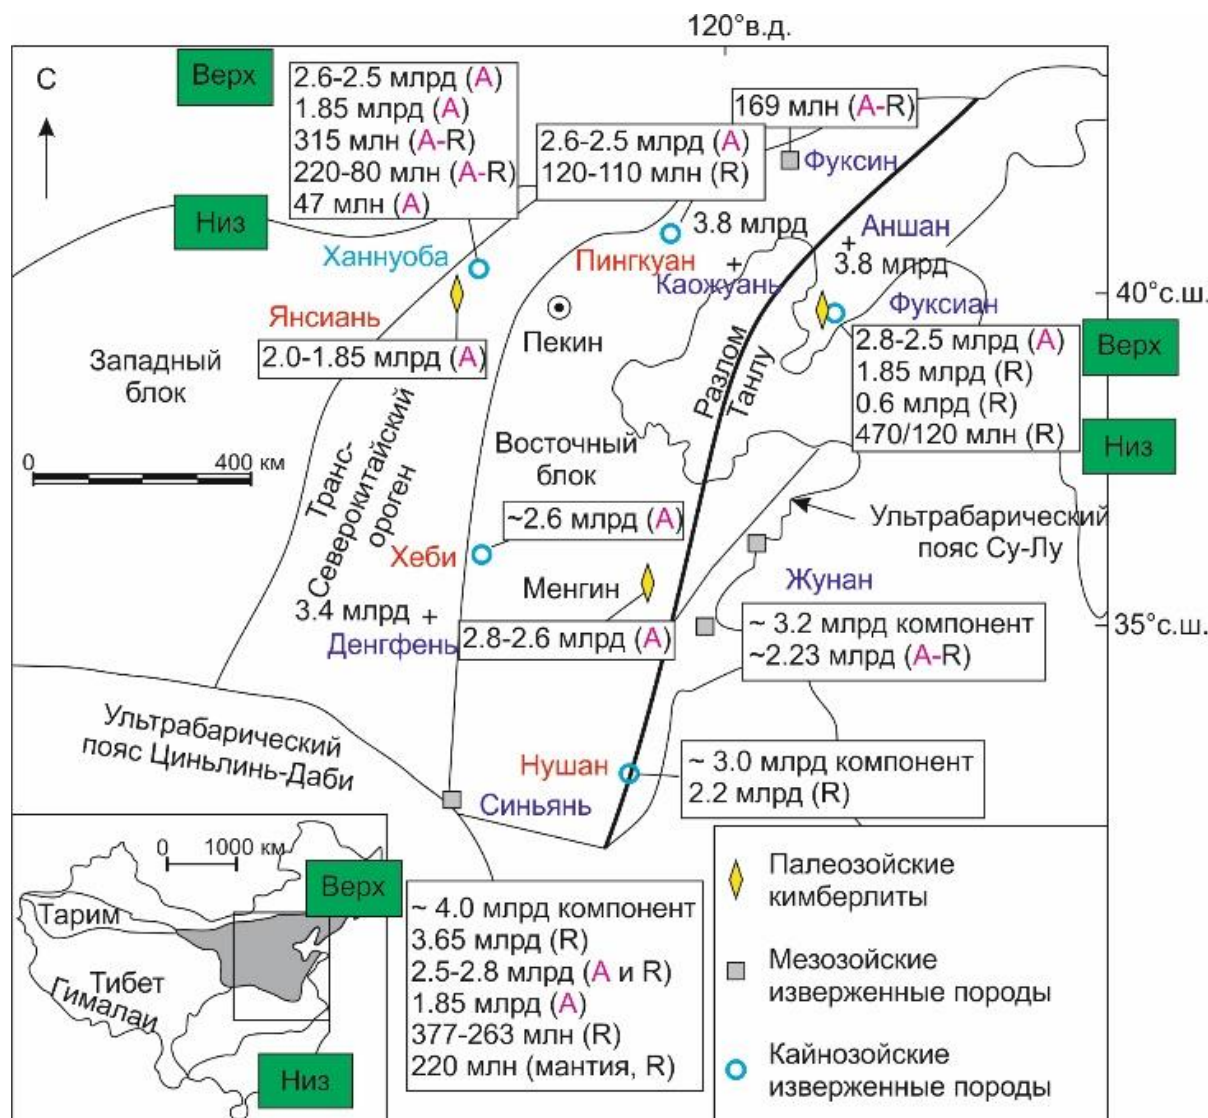 120°в.д.
С
Верх
Низ
2.6-2.5 млрд (А)
1.85 млрд (А)
315 млн (A-R)
220-80 млн (A-R)
47 млн (А)
2.6-2.5 млрд (А)
120-110 млн (R)
169 млн (A-R)
Фуксин
Ханнуоба
Пингкуан
3.8 млрд
Каожуань
Аншан
3.8 млрд
Фуксиан
40°с.ш.
Янсиань
2.0-1.85 млрд (А)
Пекин
Западный
блок
Разлом
Танлу
2.8-2.5 млрд (А)
1.85 млрд (R)
0.6 млрд (R)
470/120 млн (R)
Верх
Низ
0
400 км
Транс-
Северокитайский
ороген
Восточный
блок
~2.6 млрд (А)
Хеби
Ультрабарический
пояс Су-Лу
Менгин
2.8-2.6 млрд (А)
Жунан
~ 3.2 млрд компонент
~2.23 млрд (A-R)
35°с.ш.
3.4 млрд
Денгфень
Ультрабарический
пояс Циньлинь-Даби
Нушан
~ 3.0 млрд компонент
2.2 млрд (R)
Синьянь
~ 4.0 млрд компонент
3.65 млрд (R)
2.5-2.8 млрд (А и R)
1.85 млрд (А)
377-263 млн (R)
220 млн (мантия, R)
0
1000 км
Верх
Тарим
Тибет
Гималаи
Низ
Палеозойские
кимберлиты
Мезозойские
изверженные породы
Кайнозойские
изверженные породы